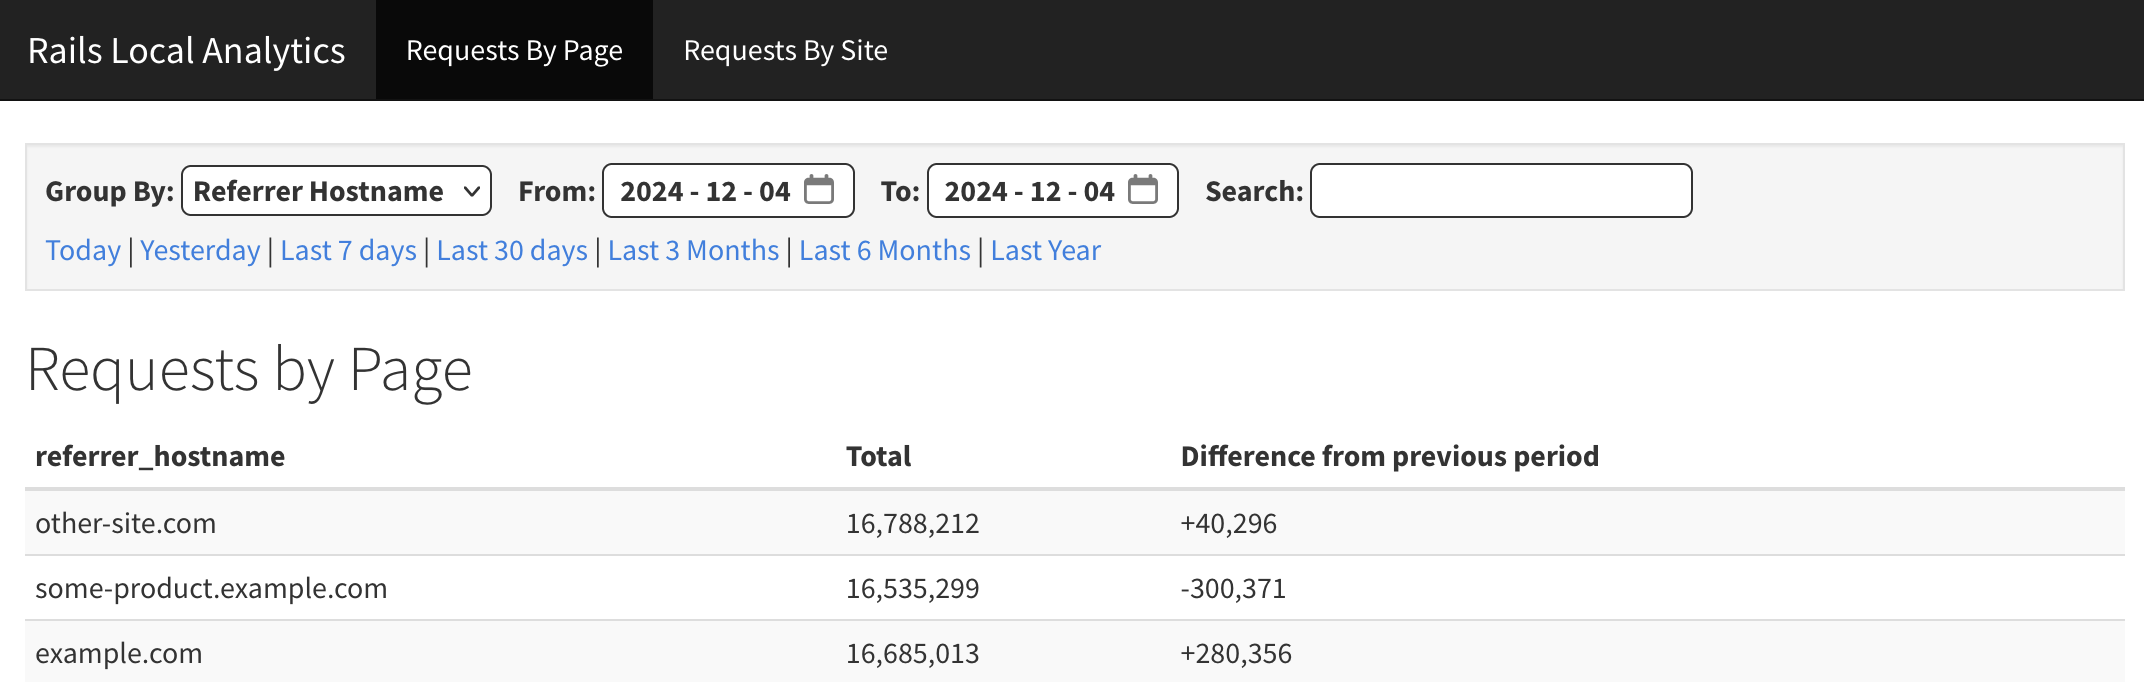 Rails Local Analytics Requests By Page Requests By Site
Group By: Referrer Hostname From: 2024 - 12 - 04 To: 2024 - 12 - 04 Search:
Today | Yesterday | Last 7 days | Last 30 days | Last 3 Months | Last 6 Months | Last Year
Requests by Page
referrer_hostname Total Difference from previous period
other-site.com 16,788,212 +40,296
some-product.example.com 16,535,299 -300,371
example.com 16,685,013 +280,356